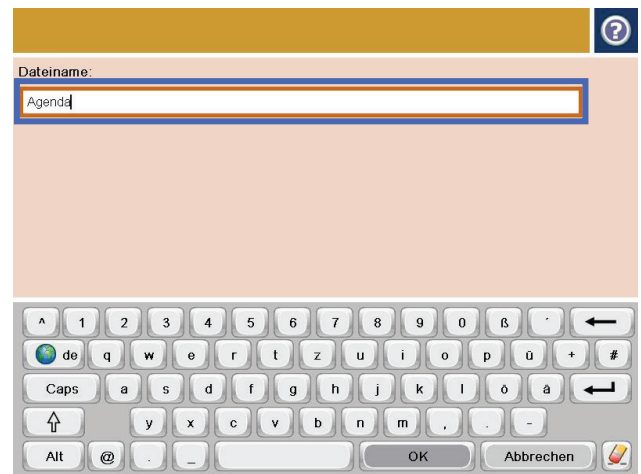 ?
Dateiname:
Agenda
^ 1 2 3 4 5 6 7 8 9 0 ß ´
de q w e r t z u i o p ü + #
Caps a s d f g h j k l ö ä
y x c v b n m , . -
Alt @ . _ OK Abbrechen